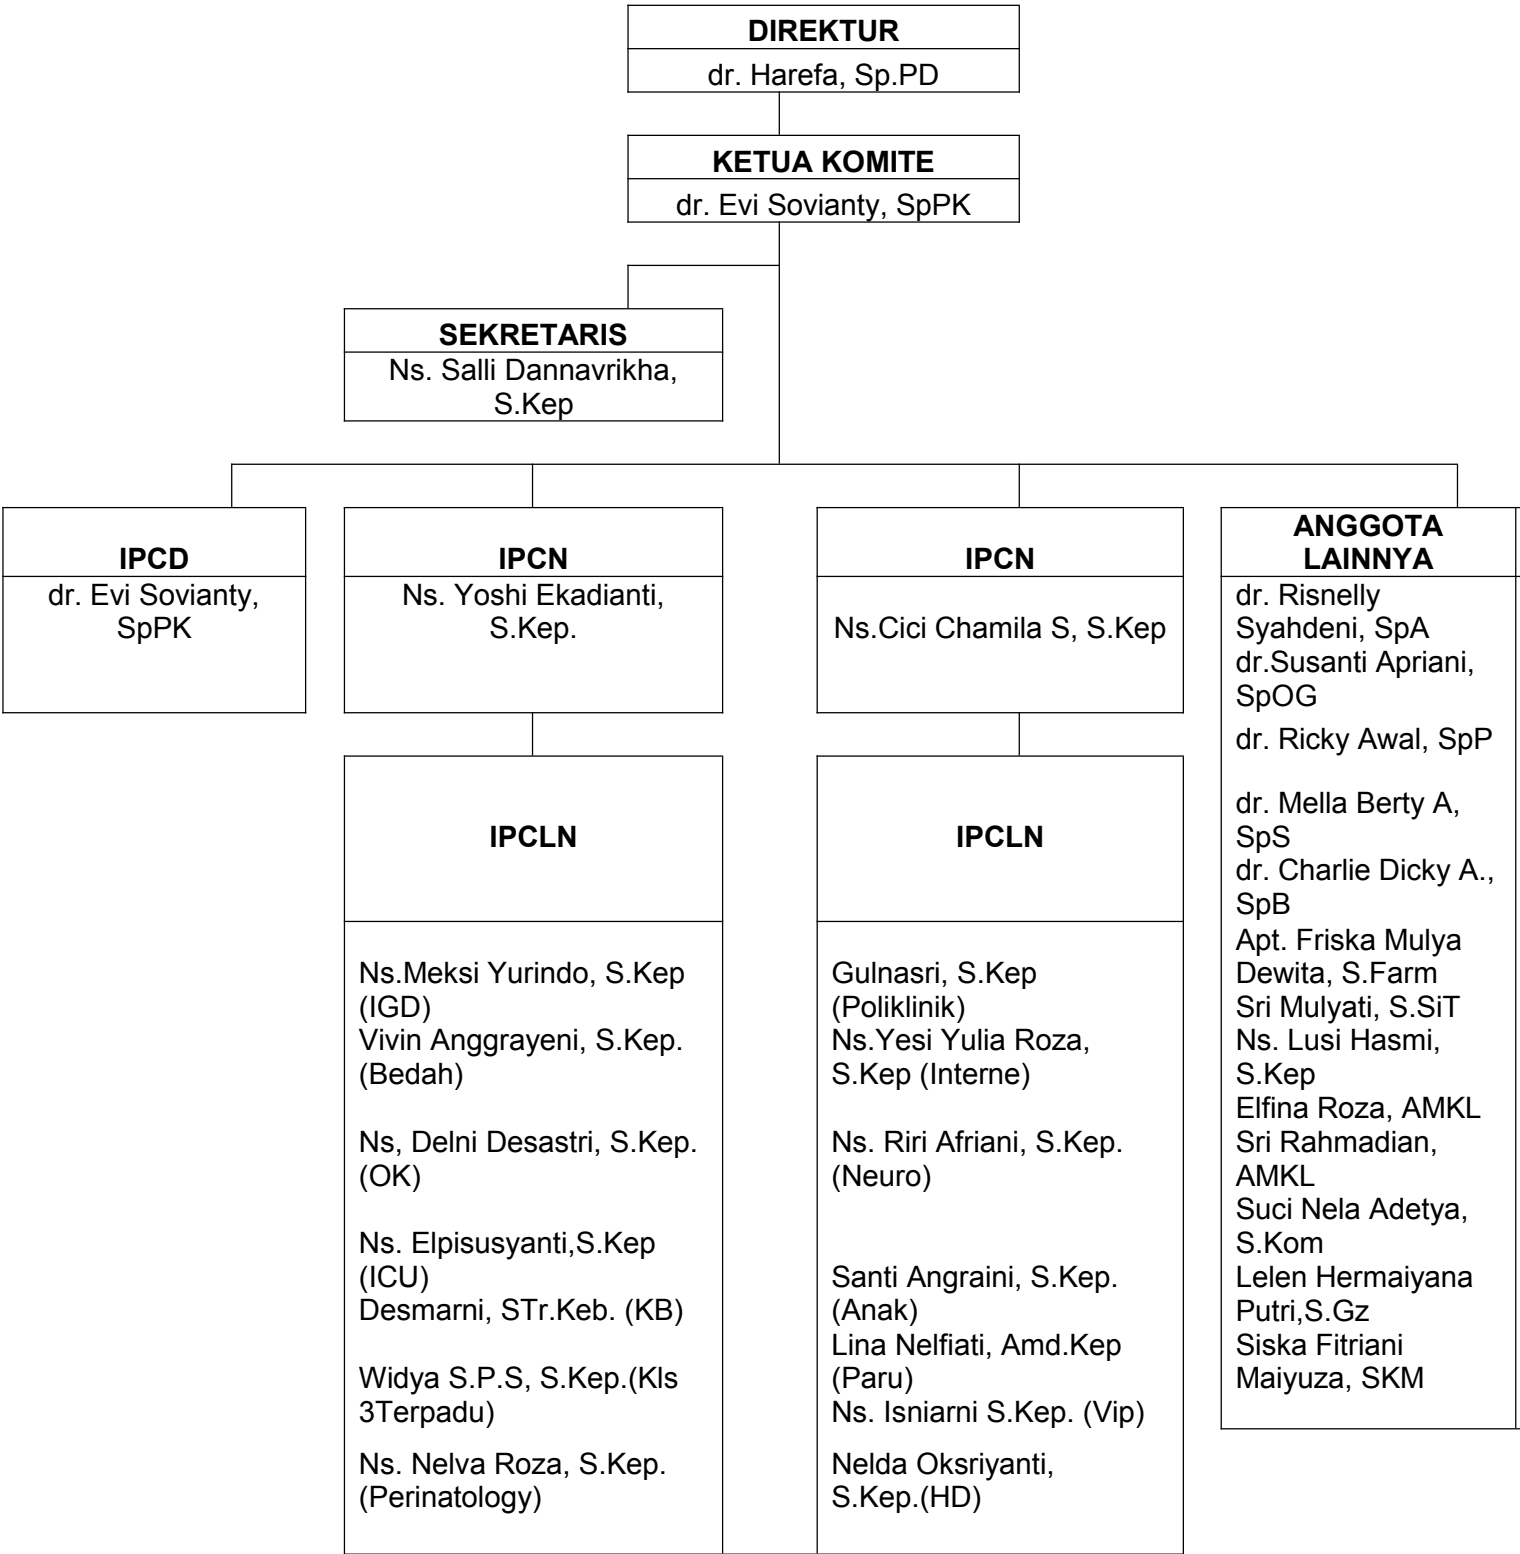 DIREKTUR
dr. Harefa, Sp.PD
KETUA KOMITE
dr. Evi Sovianty, SpPK
SEKRETARIS
Ns. Salli Dannavrikha,
S.Kep
IPCD
dr. Evi Sovianty,
SpPK
IPCN
Ns. Yoshi Ekadianti,
S.Kep.
IPCN
Ns.Cici Chamila S, S.Kep
ANGGOTA
LAINNYA
dr. Risnelly
Syahdeni, SpA
dr.Susanti Apriani,
SpOG
dr. Ricky Awal, SpP
dr. Mella Berty A,
SpS
dr. Charlie Dicky A.,
SpB
Apt. Friska Mulya
Dewita, S.Farm
Sri Mulyati, S.SiT
Ns. Lusi Hasmi,
S.Kep
Elfina Roza, AMKL
Sri Rahmadian,
AMKL
Suci Nela Adetya,
S.Kom
Lelen Hermaiyana
Putri,S.Gz
Siska Fitriani
Maiyuza, SKM
IPCLN
Ns.Meksi Yurindo, S.Kep
(IGD)
Vivin Anggrayeni, S.Kep.
(Bedah)
Ns, Delni Desastri, S.Kep.
(OK)
Ns. Elpisusyanti,S.Kep
(ICU)
Desmarni, STr.Keb. (KB)
Widya S.P.S, S.Kep.(Kls
3Terpadu)
Ns. Nelva Roza, S.Kep.
(Perinatology)
IPCLN
Gulnasri, S.Kep
(Poliklinik)
Ns.Yesi Yulia Roza,
S.Kep (Interne)
Ns. Riri Afriani, S.Kep.
(Neuro)
Santi Angraini, S.Kep.
(Anak)
Lina Nelfiati, Amd.Kep
(Paru)
Ns. Isniarni S.Kep. (Vip)
Nelda Oksriyanti,
S.Kep.(HD)